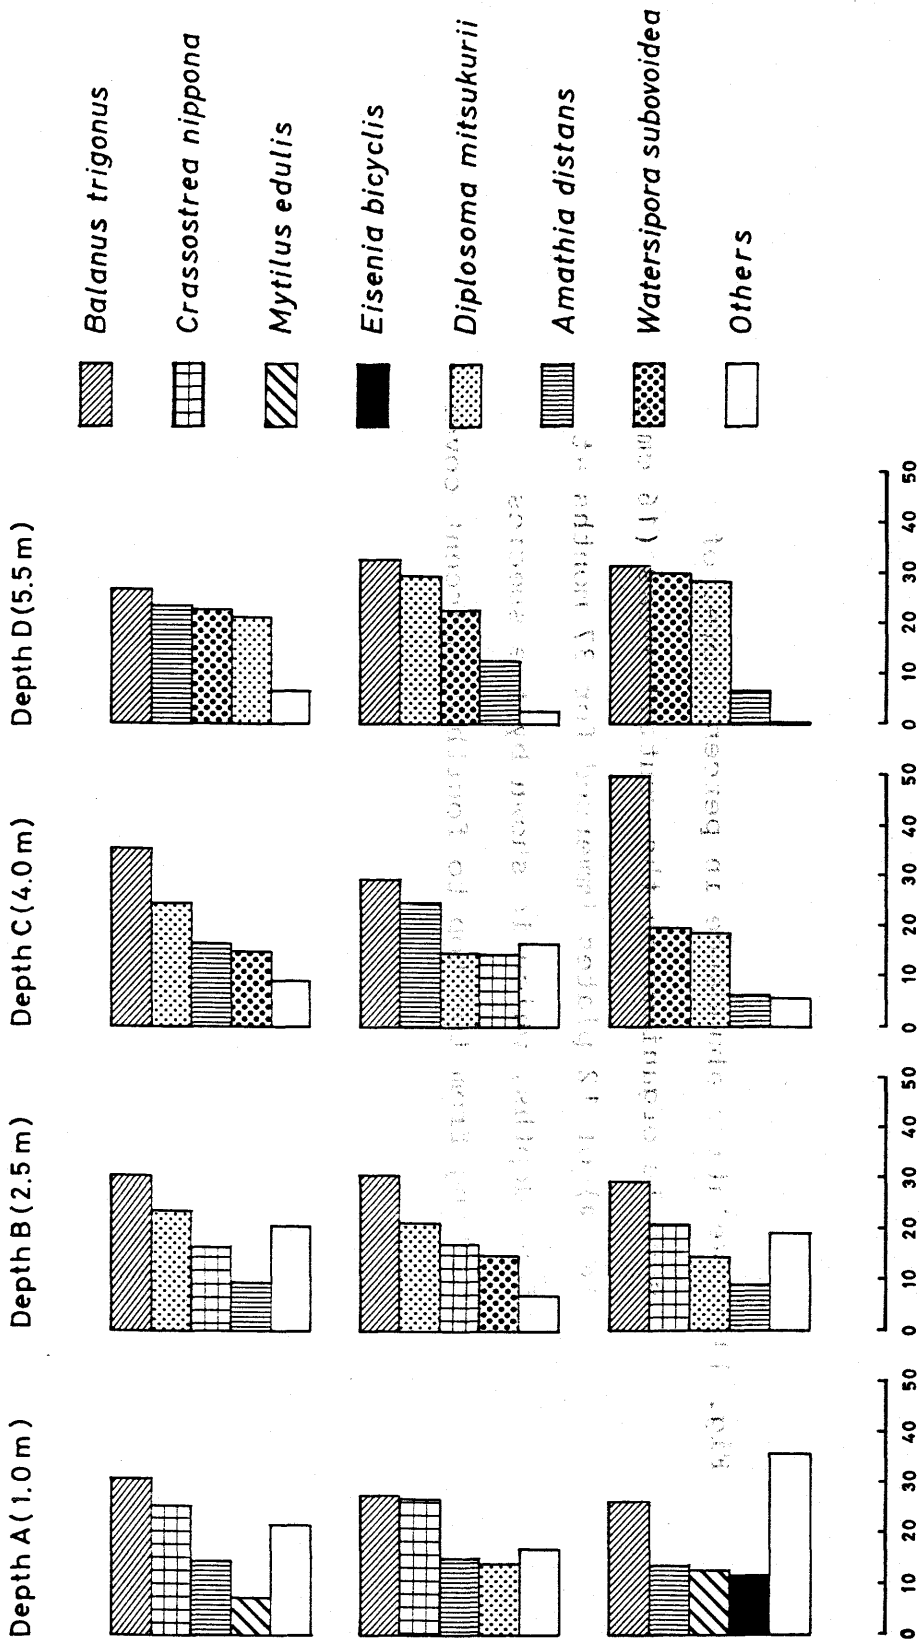 Depth A (1.0 m)
Depth B (2.5 m)
Depth C (4.0 m)
Depth D (5.5 m)
Balanus trigonus
Crassostrea nippona
Mytilus edulis
Eisenia bicyclis
Diplosoma mitsukurii
Amathia distans
Watersipora subovoidea
Others
0 10 20 30 40 50
0 10 20 30 40 50
0 10 20 30 40 50
0 10 20 30 40 50